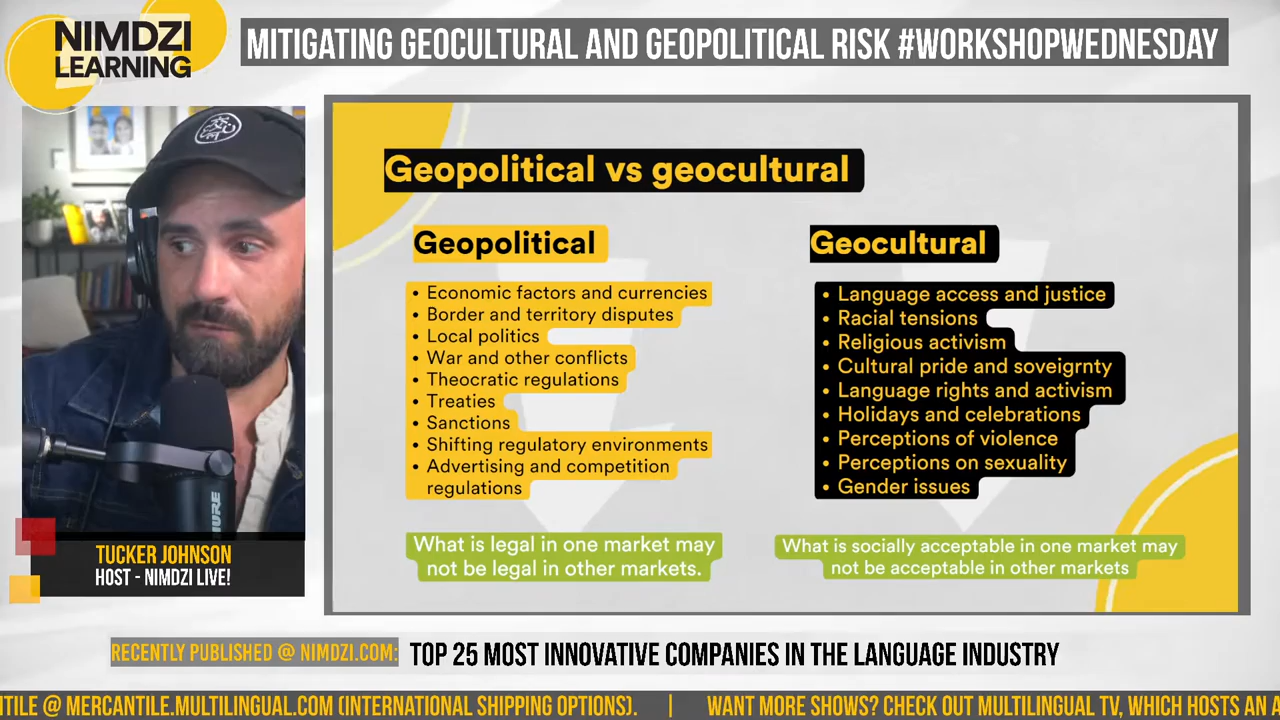 NIMDZI
LEARNING
MITIGATING GEOCULTURAL AND GEOPOLITICAL RISK #WORKSHOPWEDNESDAY
Geopolitical vs geocultural
Geopolitical
• Economic factors and currencies
• Border and territory disputes
• Local politics
• War and other conflicts
• Theocratic regulations
• Treaties
• Sanctions
• Shifting regulatory environments
• Advertising and competition
regulations
What is legal in one market may
not be legal in other markets.
Geocultural
• Language access and justice
• Racial tensions
• Religious activism
• Cultural pride and soveigrnty
• Language rights and activism
• Holidays and celebrations
• Perceptions of violence
• Perceptions on sexuality
• Gender issues
What is socially acceptable in one market may
not be acceptable in other markets
SHURE
TUCKER JOHNSON
HOST - NIMDZI LIVE!
RECENTLY PUBLISHED @ NIMDZI.COM: TOP 25 MOST INNOVATIVE COMPANIES IN THE LANGUAGE INDUSTRY
TILE @ MERCANTILE.MULTILINGUAL.COM (INTERNATIONAL SHIPPING OPTIONS). | WANT MORE SHOWS? CHECK OUT MULTILINGUAL TV, WHICH HOSTS AN A